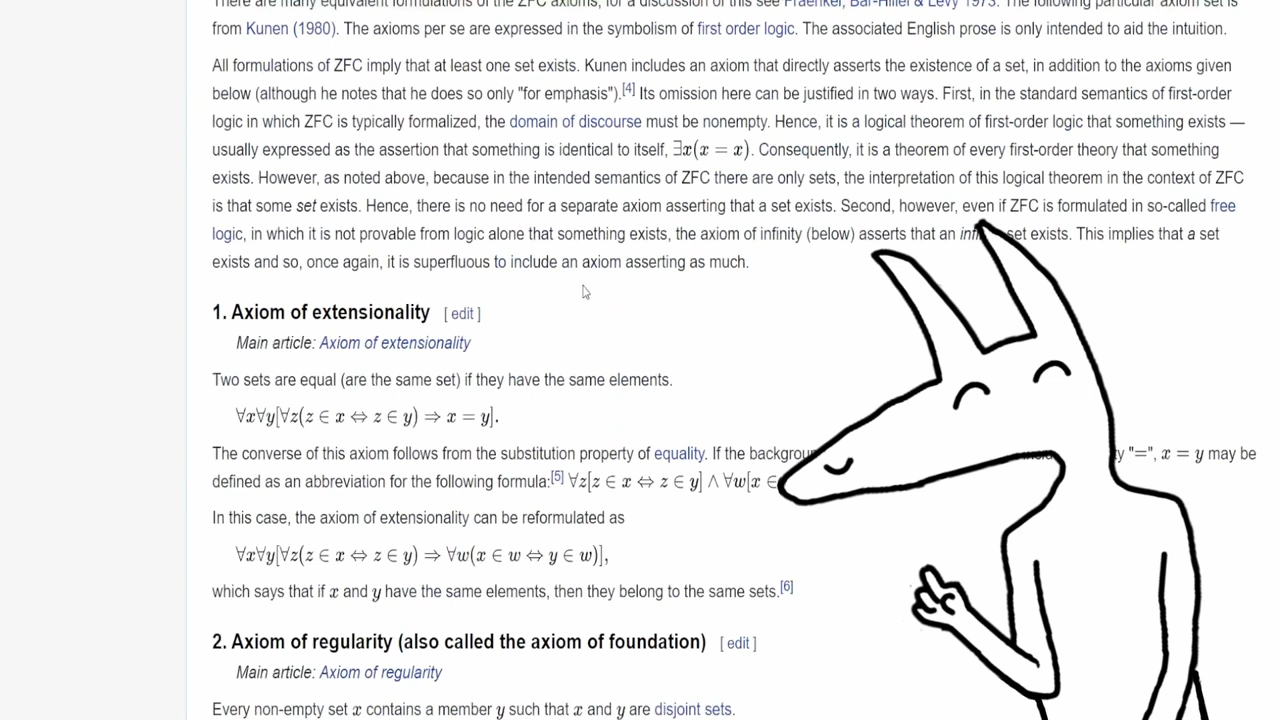 There are many equivalent formulations of the ZFC axioms; for a discussion of this see Fraenkel, Bar-Hillel & Lévy 1973. The following particular axiom set is
from Kunen (1980). The axioms per se are expressed in the symbolism of first order logic. The associated English prose is only intended to aid the intuition.
All formulations of ZFC imply that at least one set exists. Kunen includes an axiom that directly asserts the existence of a set, in addition to the axioms given
below (although he notes that he does so only "for emphasis").[4] Its omission here can be justified in two ways. First, in the standard semantics of first-order
logic in which ZFC is typically formalized, the domain of discourse must be nonempty. Hence, it is a logical theorem of first-order logic that something exists —
usually expressed as the assertion that something is identical to itself, ∃x(x = x). Consequently, it is a theorem of every first-order theory that something
exists. However, as noted above, because in the intended semantics of ZFC there are only sets, the interpretation of this logical theorem in the context of ZFC
is that some set exists. Hence, there is no need for a separate axiom asserting that a set exists. Second, however, even if ZFC is formulated in so-called free
logic, in which it is not provable from logic alone that something exists, the axiom of infinity (below) asserts that an set exists. This implies that a set
exists and so, once again, it is superfluous to include an axiom asserting as much.
1. Axiom of extensionality [ edit ]
Main article: Axiom of extensionality
Two sets are equal (are the same set) if they have the same elements.
∀x∀y[∀z(z ∈ x ⇔ z ∈ y) ⇒ x = y].
The converse of this axiom follows from the substitution property of equality. If the "=", x = y may be
defined as an abbreviation for the following formula:[5] ∀z[z ∈ x ⇔ z ∈ y] ∧ ∀w[x ∈
In this case, the axiom of extensionality can be reformulated as
∀x∀y[∀z(z ∈ x ⇔ z ∈ y) ⇒ ∀w(x ∈ w ⇔ y ∈ w)],
which says that if x and y have the same elements, then they belong to the same sets.[6]
2. Axiom of regularity (also called the axiom of foundation) [ edit ]
Main article: Axiom of regularity
Every non-empty set x contains a member y such that x and y are disjoint sets.